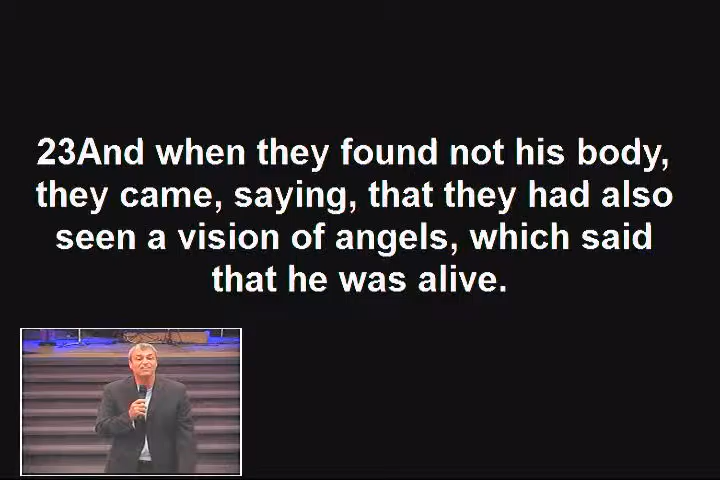 23And when they found not his body,
they came, saying, that they had also
seen a vision of angels, which said
that he was alive.